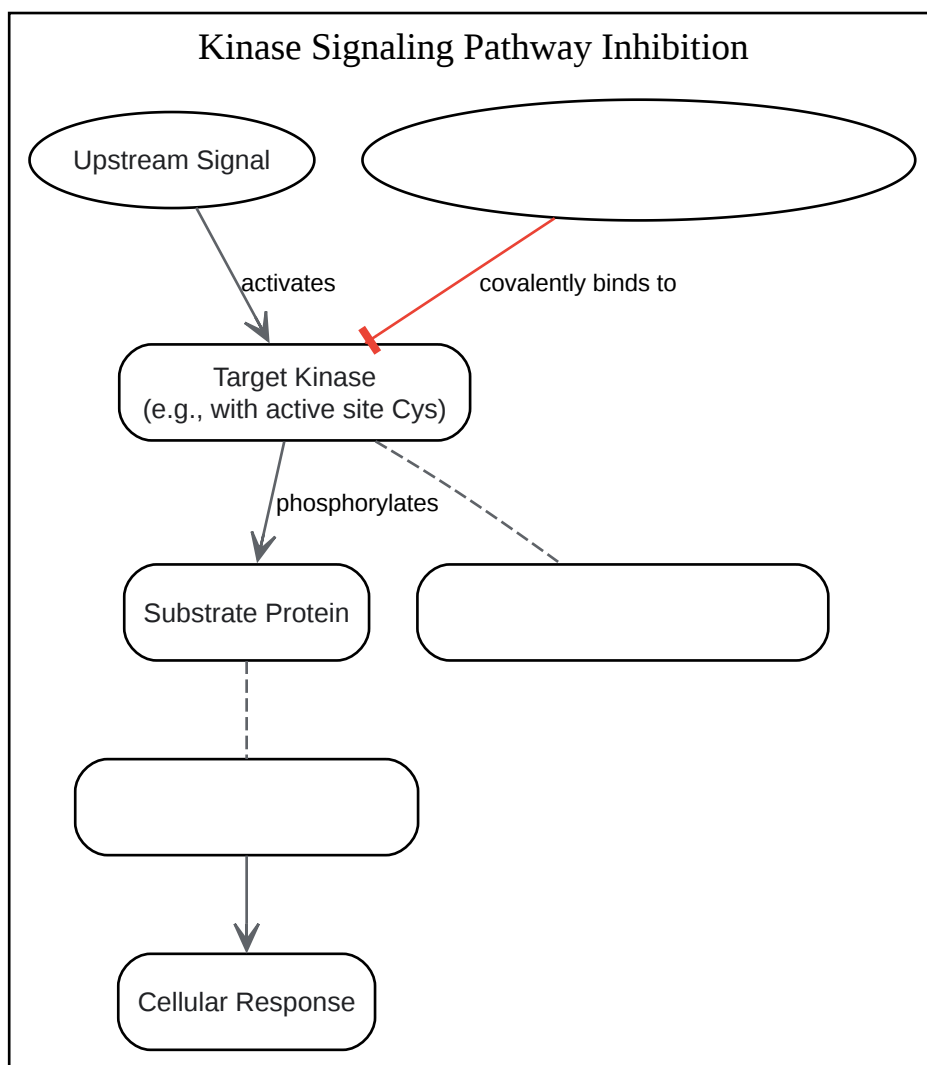 Kinase Signaling Pathway Inhibition
Upstream Signal
activates
covalently binds to
Target Kinase
(e.g., with active site Cys)
phosphorylates
Substrate Protein
Cellular Response